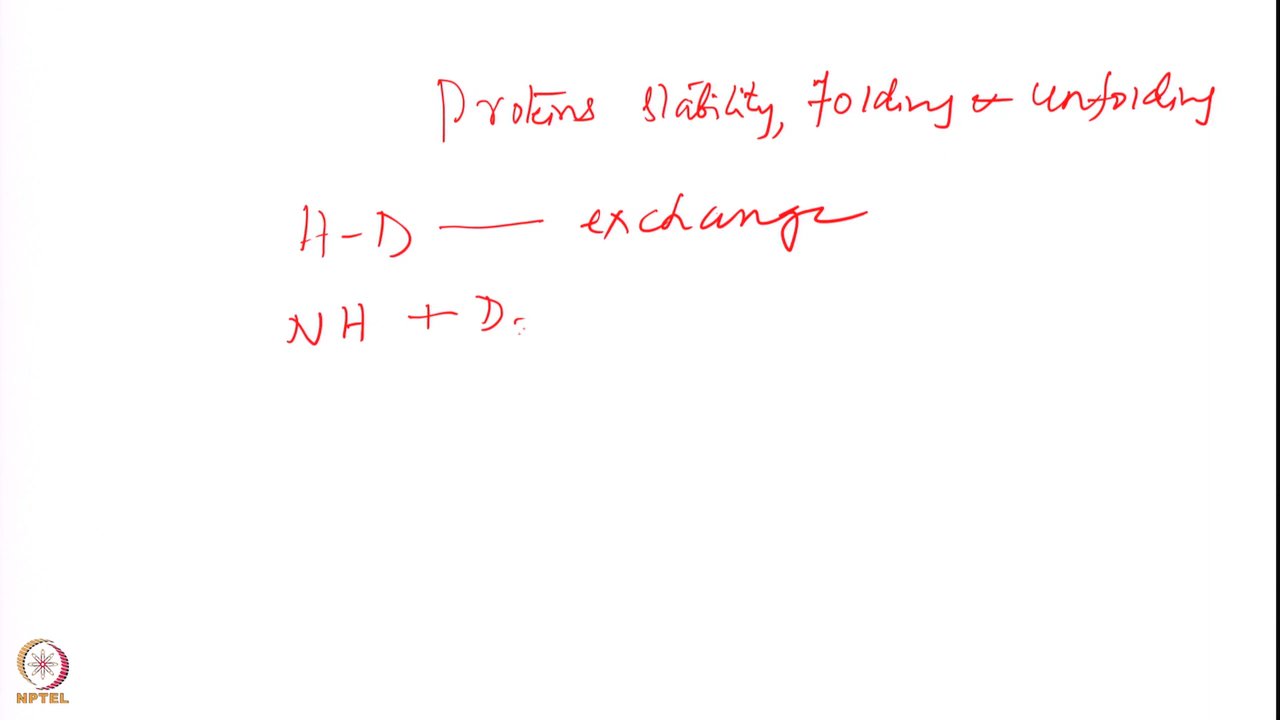 Proteins stability, Folding & unfolding
H-D — exchange
NH + D
NPTEL